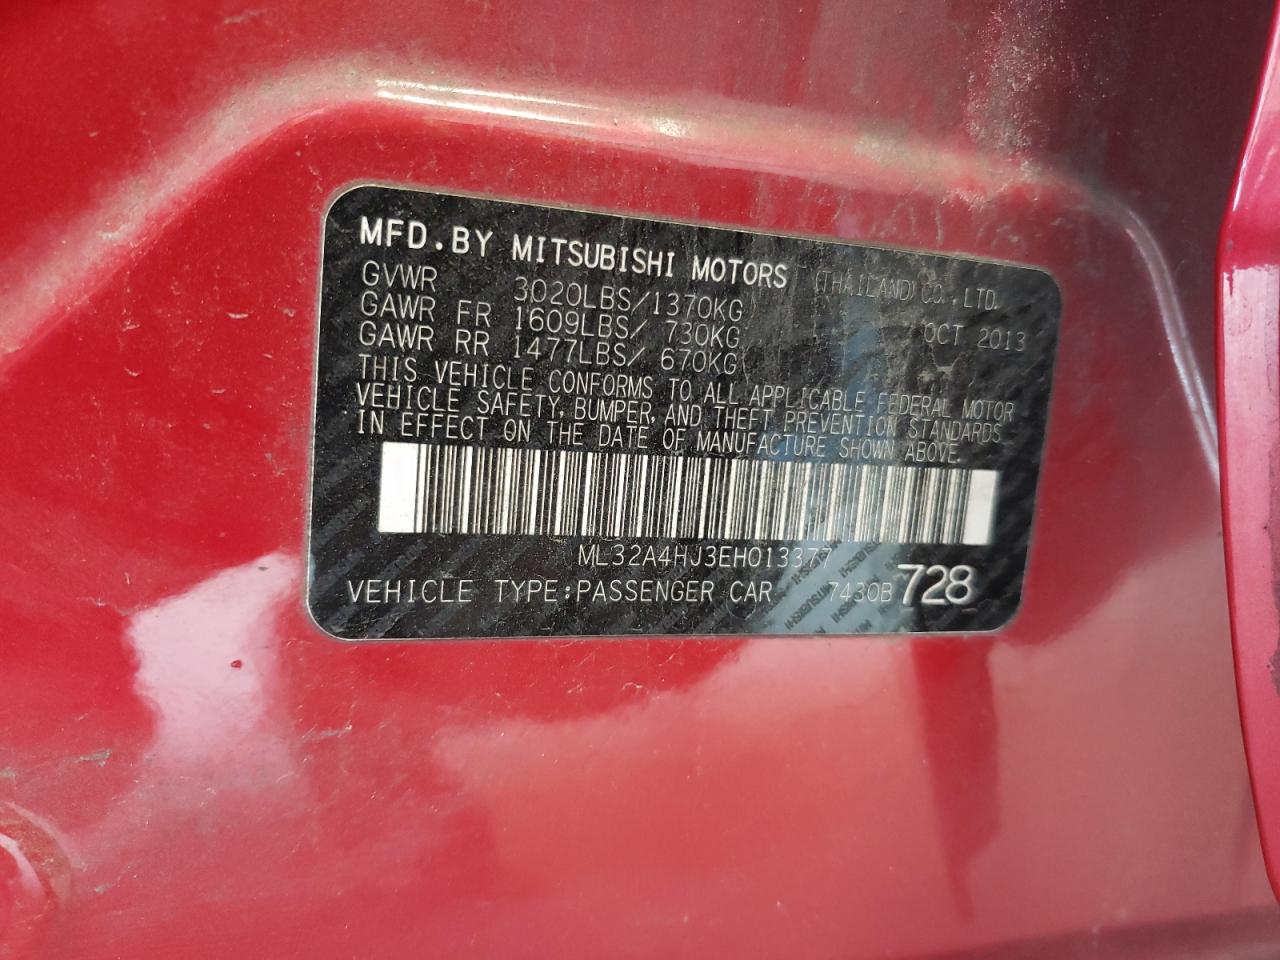 MFD.BY MITSUBISHI MOTORS (THAILAND) CO., LTD.
GVWR 3020LBS/1370KG
GAWR FR 1609LBS/ 730KG OCT 2013
GAWR RR 1477LBS/ 670KG
THIS VEHICLE CONFORMS TO ALL APPLICABLE FEDERAL MOTOR
VEHICLE SAFETY, BUMPER, AND THEFT PREVENTION STANDARDS
IN EFFECT ON THE DATE OF MANUFACTURE SHOWN ABOVE.
ML32A4HJ3EH013377
VEHICLE TYPE:PASSENGER CAR 7430B 728